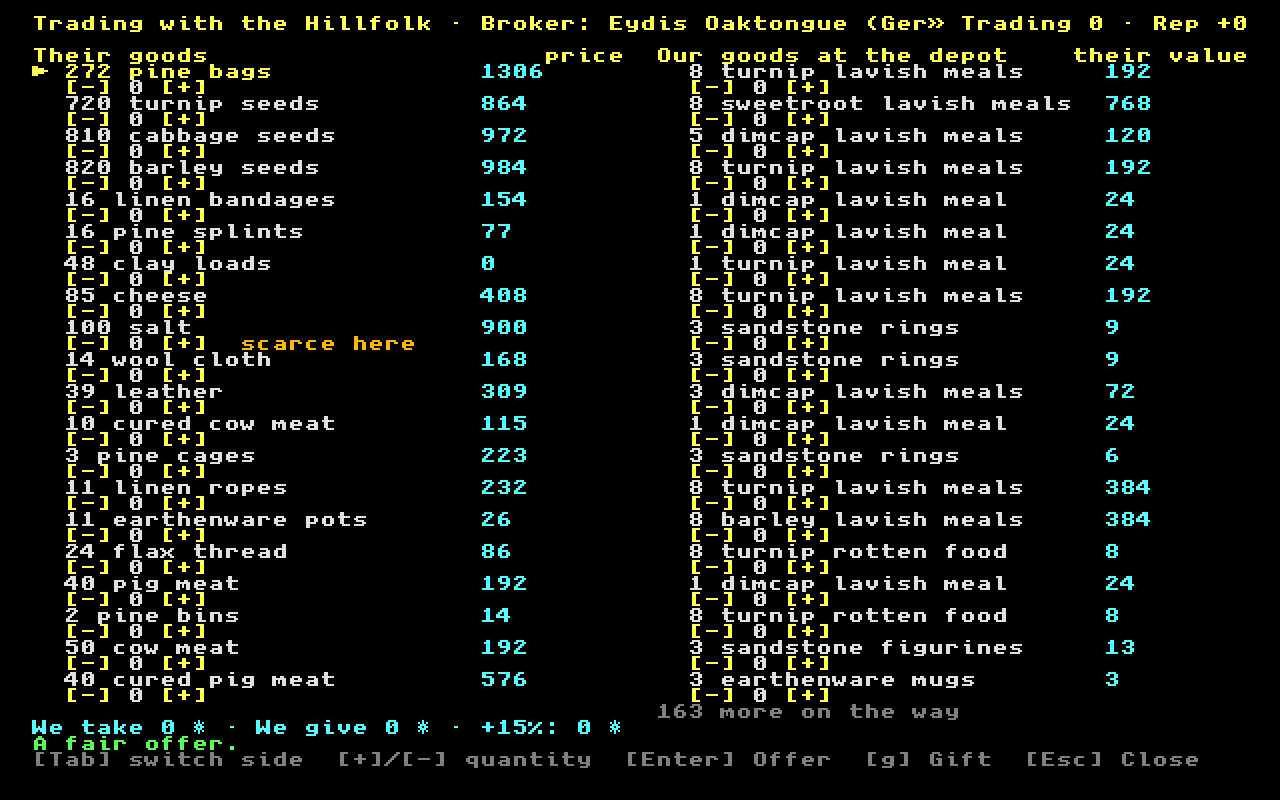 Trading with the Hillfolk · Broker: Eydis Oaktongue (Ger» Trading 0 · Rep +0
Their goods price Our goods at the depot their value
► 272 pine bags 1306 8 turnip lavish meals 192
[-] 0 [+] [-] 0 [+]
720 turnip seeds 864 8 sweetroot lavish meals 768
[-] 0 [+] [-] 0 [+]
810 cabbage seeds 972 5 dimcap lavish meals 120
[-] 0 [+] [-] 0 [+]
820 barley seeds 984 8 turnip lavish meals 192
[-] 0 [+] [-] 0 [+]
16 linen bandages 154 1 dimcap lavish meal 24
[-] 0 [+] [-] 0 [+]
16 pine splints 77 1 dimcap lavish meal 24
[-] 0 [+] [-] 0 [+]
48 clay loads 0 1 turnip lavish meal 24
[-] 0 [+] [-] 0 [+]
85 cheese 408 8 turnip lavish meals 192
[-] 0 [+] [-] 0 [+]
100 salt 900 3 sandstone rings 9
[-] 0 [+] scarce here [-] 0 [+]
14 wool cloth 168 3 sandstone rings 9
[-] 0 [+] [-] 0 [+]
39 leather 309 3 dimcap lavish meals 72
[-] 0 [+] [-] 0 [+]
10 cured cow meat 115 1 dimcap lavish meal 24
[-] 0 [+] [-] 0 [+]
3 pine cages 223 3 sandstone rings 6
[-] 0 [+] [-] 0 [+]
11 linen ropes 232 8 turnip lavish meals 384
[-] 0 [+] [-] 0 [+]
11 earthenware pots 26 8 barley lavish meals 384
[-] 0 [+] [-] 0 [+]
24 flax thread 86 8 turnip rotten food 8
[-] 0 [+] [-] 0 [+]
40 pig meat 192 1 dimcap lavish meal 24
[-] 0 [+] [-] 0 [+]
2 pine bins 14 8 turnip rotten food 8
[-] 0 [+] [-] 0 [+]
50 cow meat 192 3 sandstone figurines 13
[-] 0 [+] [-] 0 [+]
40 cured pig meat 576 3 earthenware mugs 3
[-] 0 [+] [-] 0 [+]
163 more on the way
We take 0 * · We give 0 * · +15%: 0 *
A fair offer.
[Tab] switch side [+]/[-] quantity [Enter] Offer [g] Gift [Esc] Close